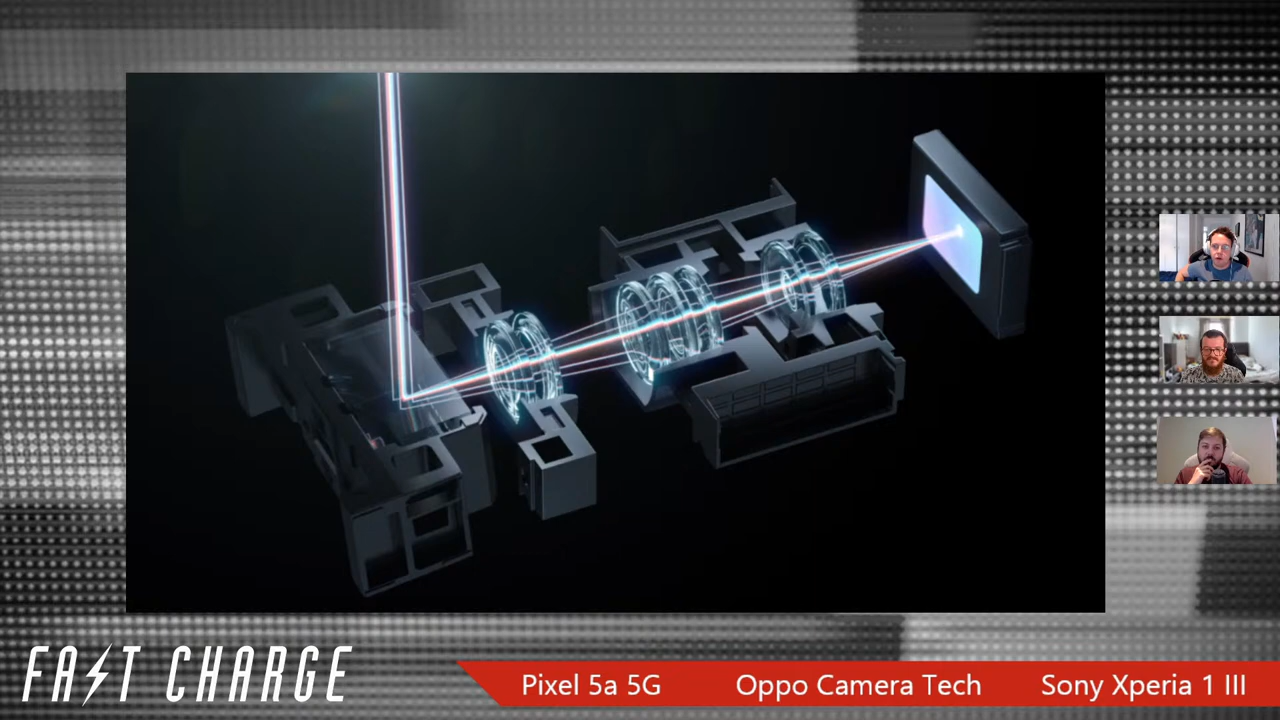 FAST CHARGE
Pixel 5a 5G
Oppo Camera Tech
Sony Xperia 1 III